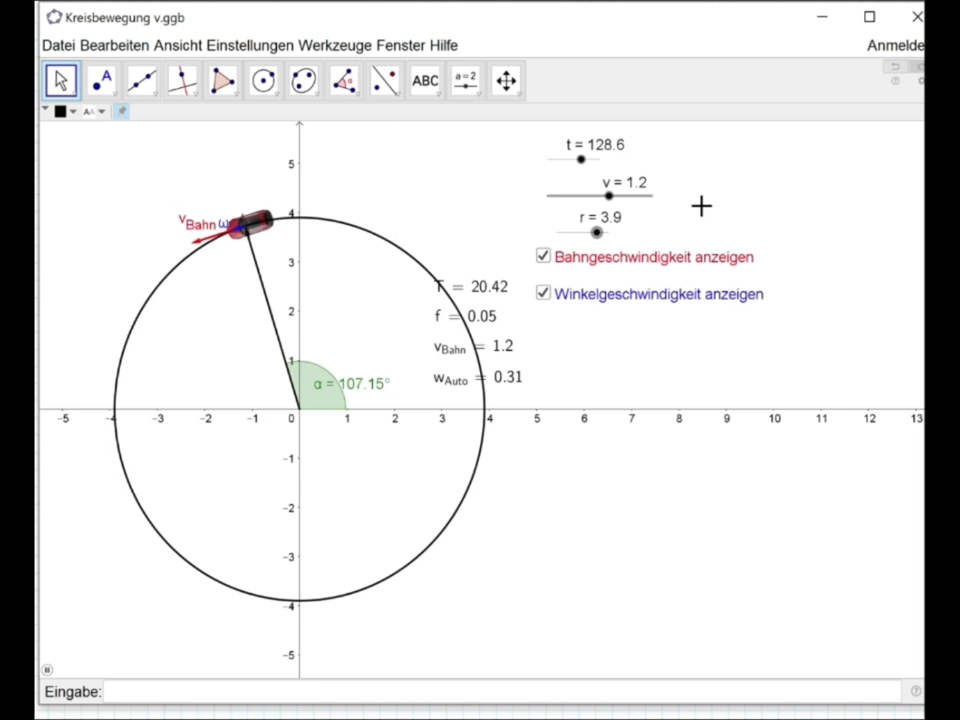 Kreisbewegung v.ggb
Datei Bearbeiten Ansicht Einstellungen Werkzeuge Fenster Hilfe
Anmelde
A
ABC
a=2
AA
t = 128.6
v = 1.2
r = 3.9
Bahngeschwindigkeit anzeigen
Winkelgeschwindigkeit anzeigen
vBahn ω
T = 20.42
f = 0.05
vBahn = 1.2
wAuto = 0.31
α = 107.15°
5
4
3
2
1
-5 -4 -3 -2 -1 0 1 2 3 4 5 6 7 8 9 10 11 12 13
-1
-2
-3
-4
-5
Eingabe: